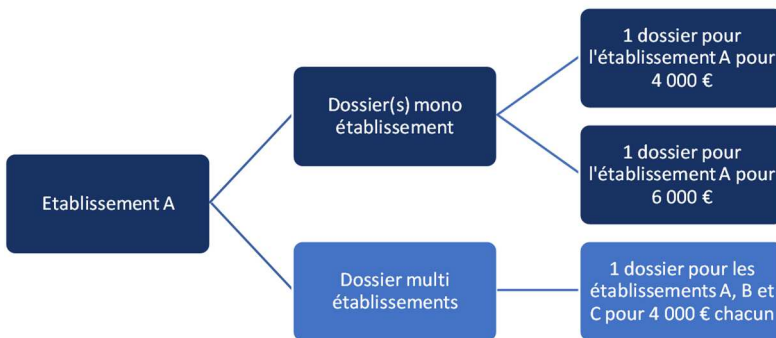 1 dossier pour
l'établissement A pour
4 000 €
Dossier(s) mono
établissement
1 dossier pour
l'établissement A pour
6 000 €
Etablissement A
Dossier multi
établissements
1 dossier pour les
établissements A, B et
C pour 4 000 € chacun